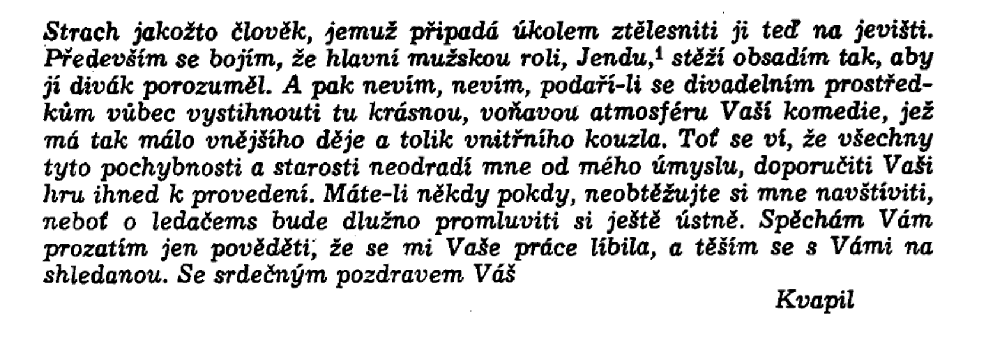 Strach jakožto člověk, jemuž připadá úkolem ztělesniti ji teď na jevišti.
Především se bojím, že hlavní mužskou roli, Jendu,¹ stěží obsadím tak, aby
jí divák porozuměl. A pak nevím, nevím, podaří-li se divadelním prostřed-
kům vůbec vystihnouti tu krásnou, voňavou atmosféru Vaší komedie, jež
má tak málo vnějšího děje a tolik vnitřního kouzla. Toť se ví, že všechny
tyto pochybnosti a starosti neodradí mne od mého úmyslu, doporučiti Vaši
hru ihned k provedení. Máte-li někdy pokdy, neobtěžujte si mne navštíviti,
neboť o ledačems bude dlužno promluviti si ještě ústně. Spěchám Vám
prozatím jen pověděti, že se mi Vaše práce líbila, a těším se s Vámi na
shledanou. Se srdečným pozdravem Váš
Kvapil